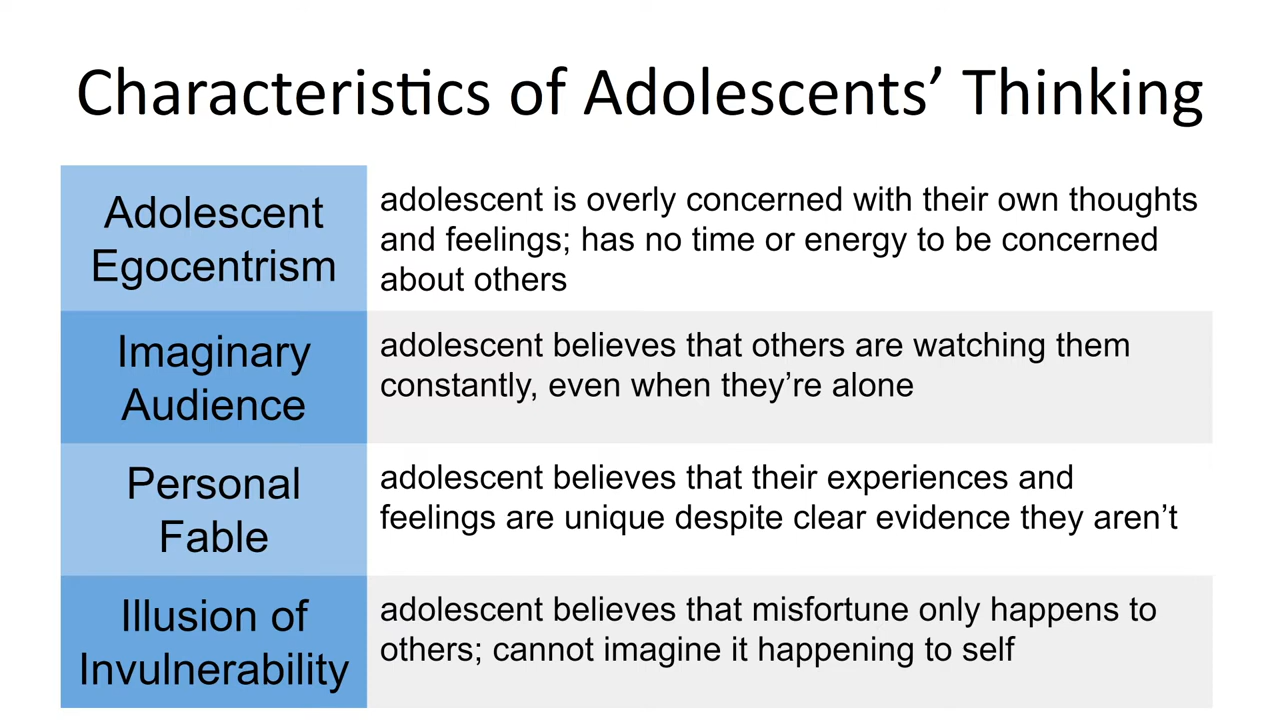 Characteristics of Adolescents’ Thinking
Adolescent
Egocentrism
adolescent is overly concerned with their own thoughts
and feelings; has no time or energy to be concerned
about others
Imaginary
Audience
adolescent believes that others are watching them
constantly, even when they’re alone
Personal
Fable
adolescent believes that their experiences and
feelings are unique despite clear evidence they aren’t
Illusion of
Invulnerability
adolescent believes that misfortune only happens to
others; cannot imagine it happening to self